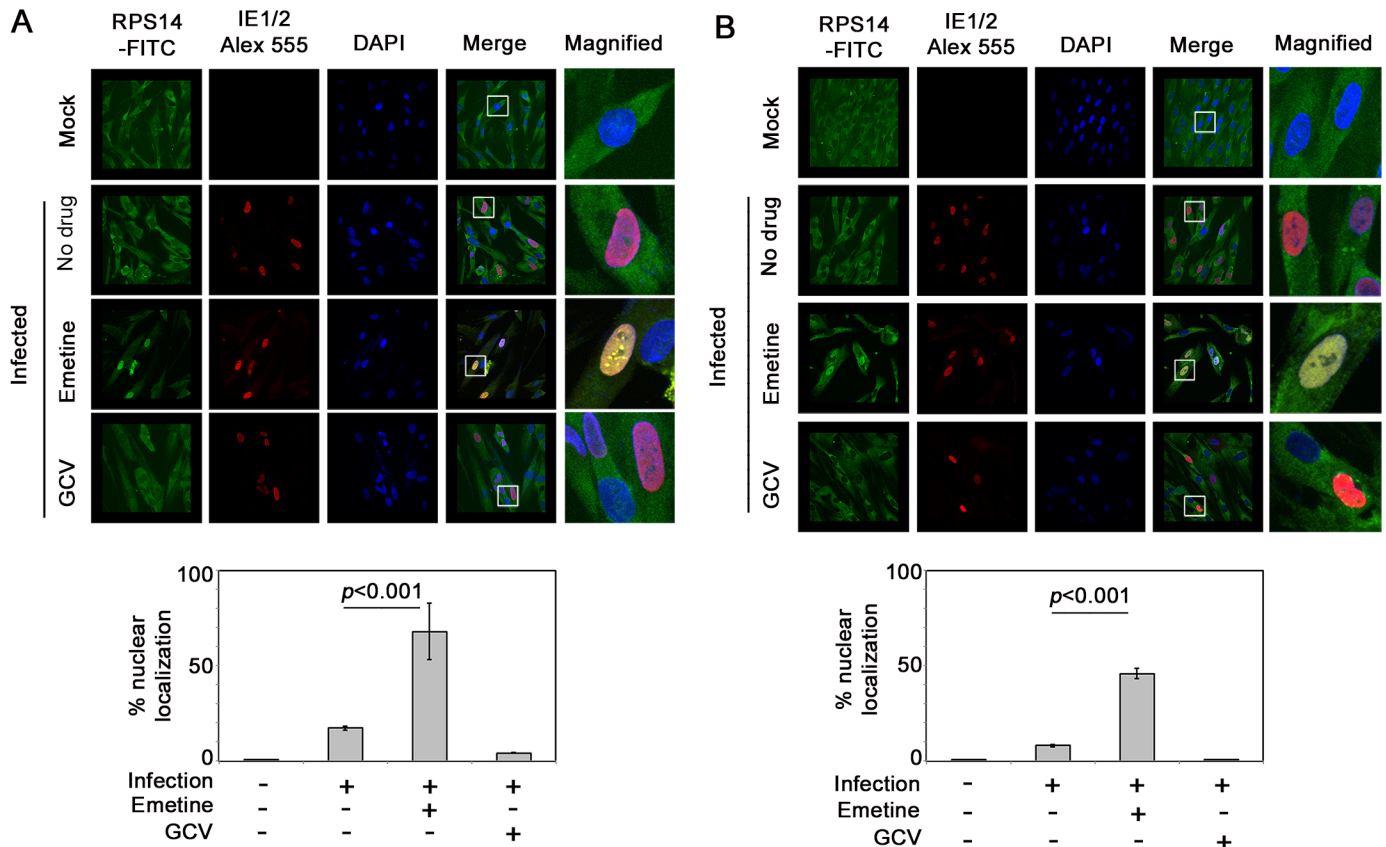 A
RPS14
-FITC
IE1/2
Alex 555
DAPI
Merge
Magnified
Mock
Infected
No drug
Emetine
GCV
% nuclear
localization
100
50
0
p<0.001
Infection - + + +
Emetine - - + -
GCV - - - +
B
RPS14
-FITC
IE1/2
Alex 555
DAPI
Merge
Magnified
Mock
Infected
No drug
Emetine
GCV
% nuclear
localization
100
50
0
p<0.001
Infection - + + +
Emetine - - + -
GCV - - - +